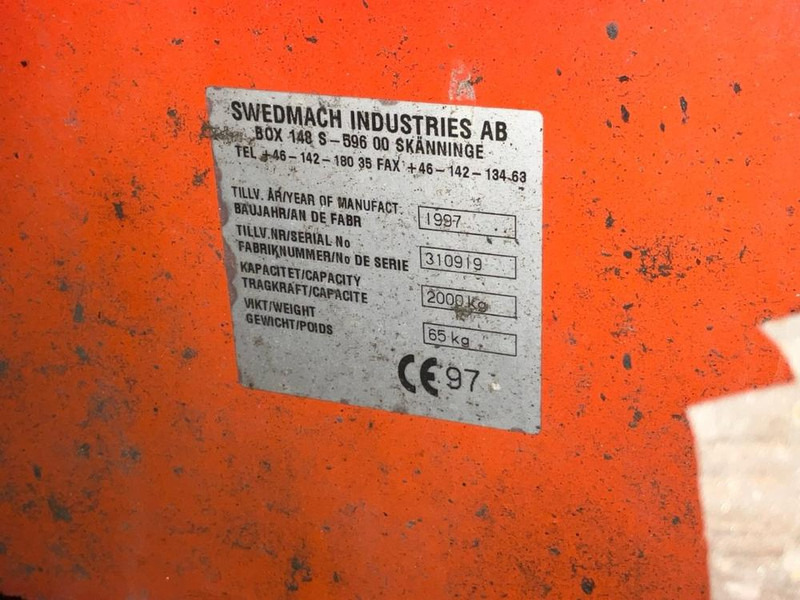 SWEDMACH INDUSTRIES AB
BOX 148 S-596 00 SKÄNNINGE
TEL +46-142-180 35 FAX +46-142-134 63
TILLV. ÅR/YEAR OF MANUFACT.
BAUJAHR/AN DE FABR 1997
TILLV.NR/SERIAL No
FABRIKNUMMER/No DE SERIE 310919
KAPACITET/CAPACITY
TRAGKRAFT/CAPACITE 2000 Kg
VIKT/WEIGHT
GEWICHT/POIDS 65 kg
CE 97